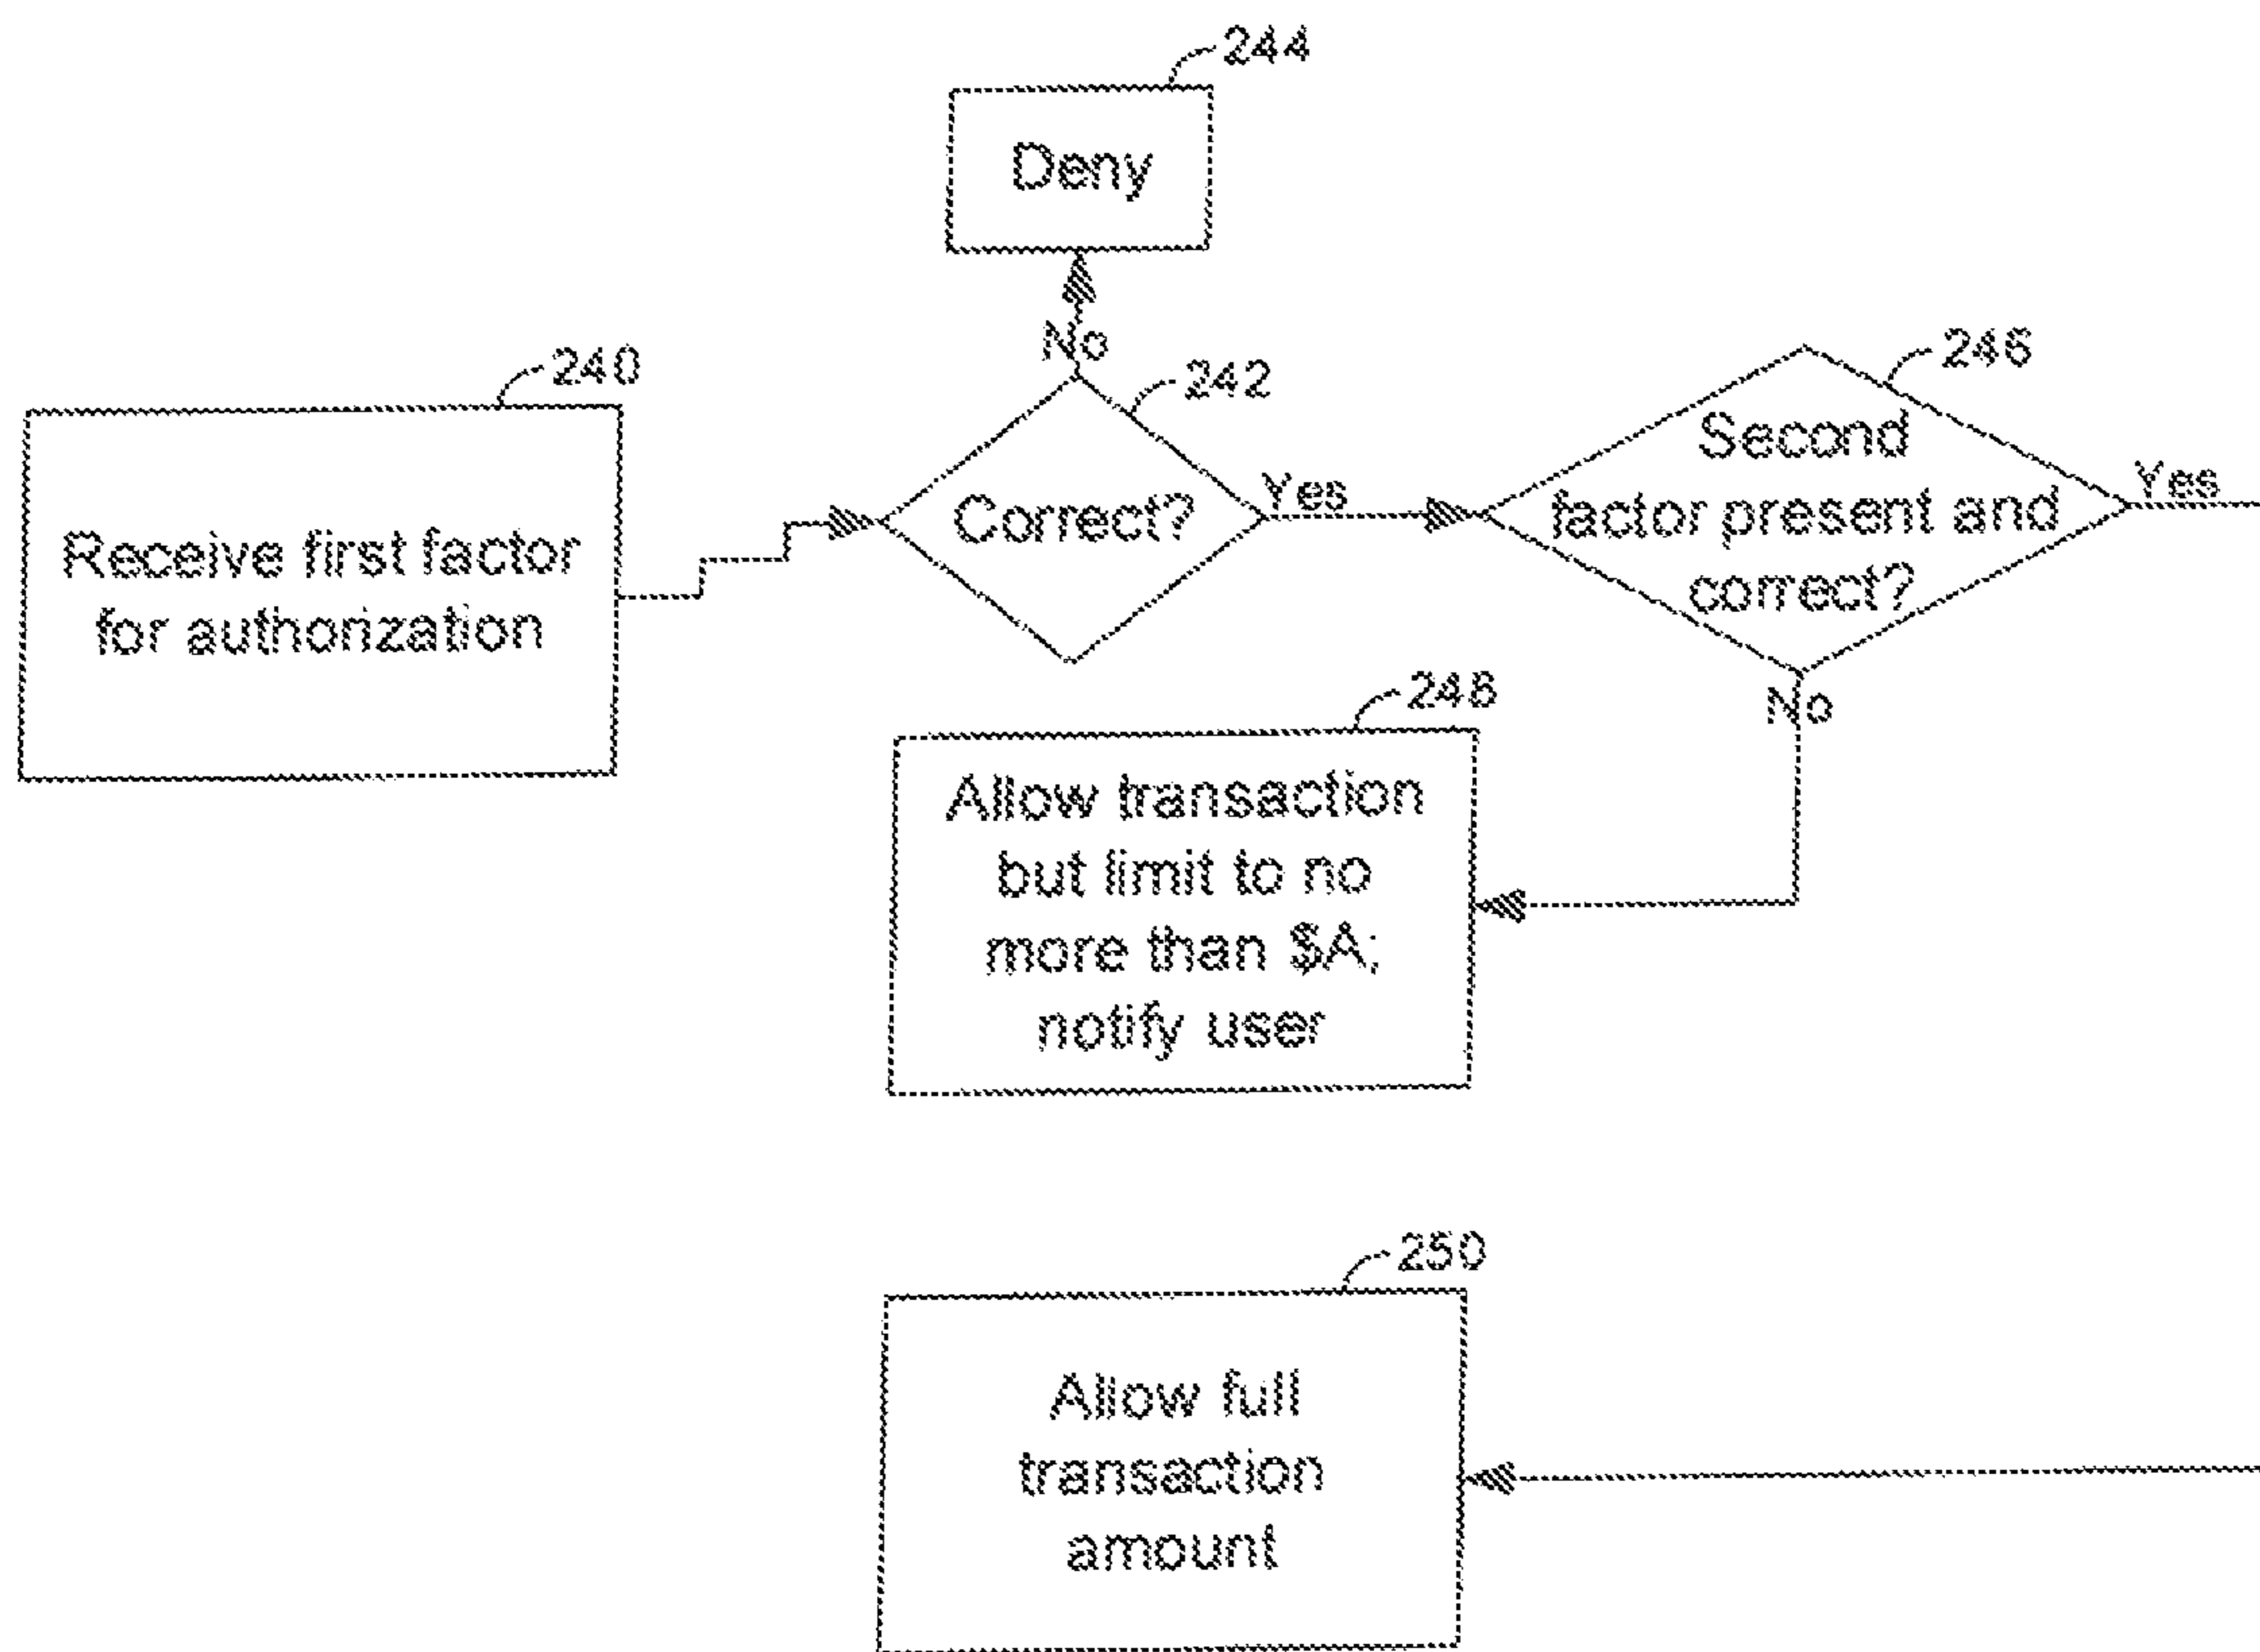 244
Deny
No
240
242
246
Receive first factor
for authorization
Correct?
Yes
Second
factor present and
correct?
Yes
No
248
Allow transaction
but limit to no
more than $A;
notify user
250
Allow full
transaction
amount